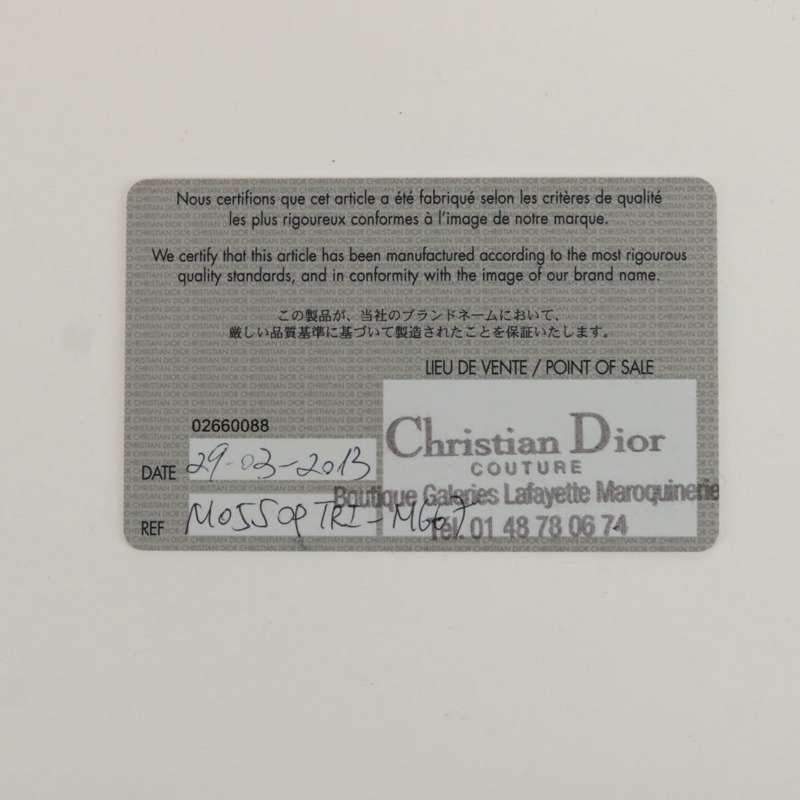 Nous certifions que cet article a été fabriqué selon les critères de qualité
les plus rigoureux conformes à l'image de notre marque.
We certify that this article has been manufactured according to the most rigourous
quality standards, and in conformity with the image of our brand name.
この製品が、当社のブランドネームにおいて、
厳しい品質基準に基づいて製造されたことを保証いたします。
LIEU DE VENTE / POINT OF SALE
02660088
DATE 29-03-2013
Christian Dior
COUTURE
Boutique Galeries Lafayette Maroquinerie
Tél. 01 48 78 06 74
REF